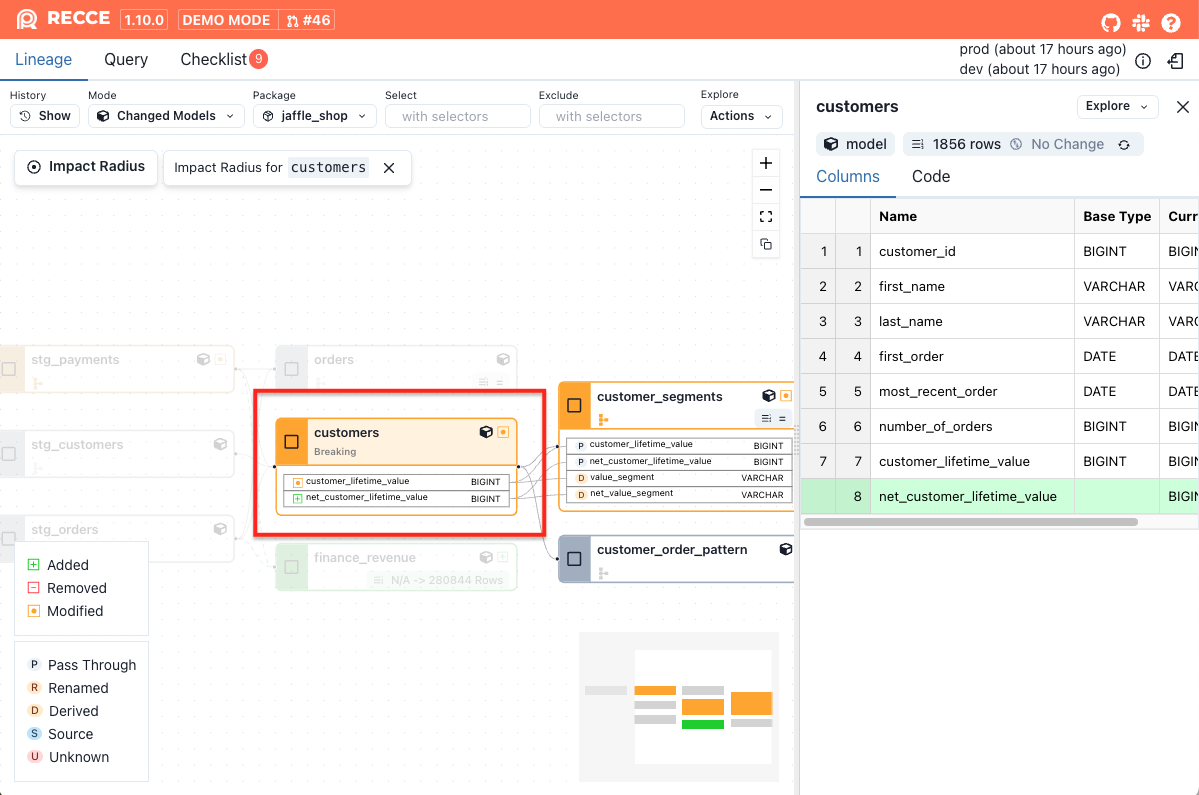 RECCE 1.10.0 DEMO MODE #46
Lineage Query Checklist 9
prod (about 17 hours ago)
dev (about 17 hours ago)
History Mode Package Select Exclude Explore
Show Changed Models jaffle_shop with selectors with selectors Actions
Impact Radius
Impact Radius for customers
stg_payments
stg_customers
stg_orders
orders
customers
Breaking
customer_lifetime_value BIGINT
net_customer_lifetime_value BIGINT
finance_revenue
N/A -> 280844 Rows
customer_segments
P customer_lifetime_value BIGINT
P net_customer_lifetime_value BIGINT
D value_segment VARCHAR
D net_value_segment VARCHAR
customer_order_pattern
Added
Removed
Modified
P Pass Through
R Renamed
D Derived
S Source
U Unknown
customers Explore
model 1856 rows No Change
Columns Code
Name Base Type Curr
1 1 customer_id BIGINT BIGIN
2 2 first_name VARCHAR VARC
3 3 last_name VARCHAR VARC
4 4 first_order DATE DATE
5 5 most_recent_order DATE DATE
6 6 number_of_orders BIGINT BIGIN
7 7 customer_lifetime_value BIGINT BIGIN
8 net_customer_lifetime_value BIGIN